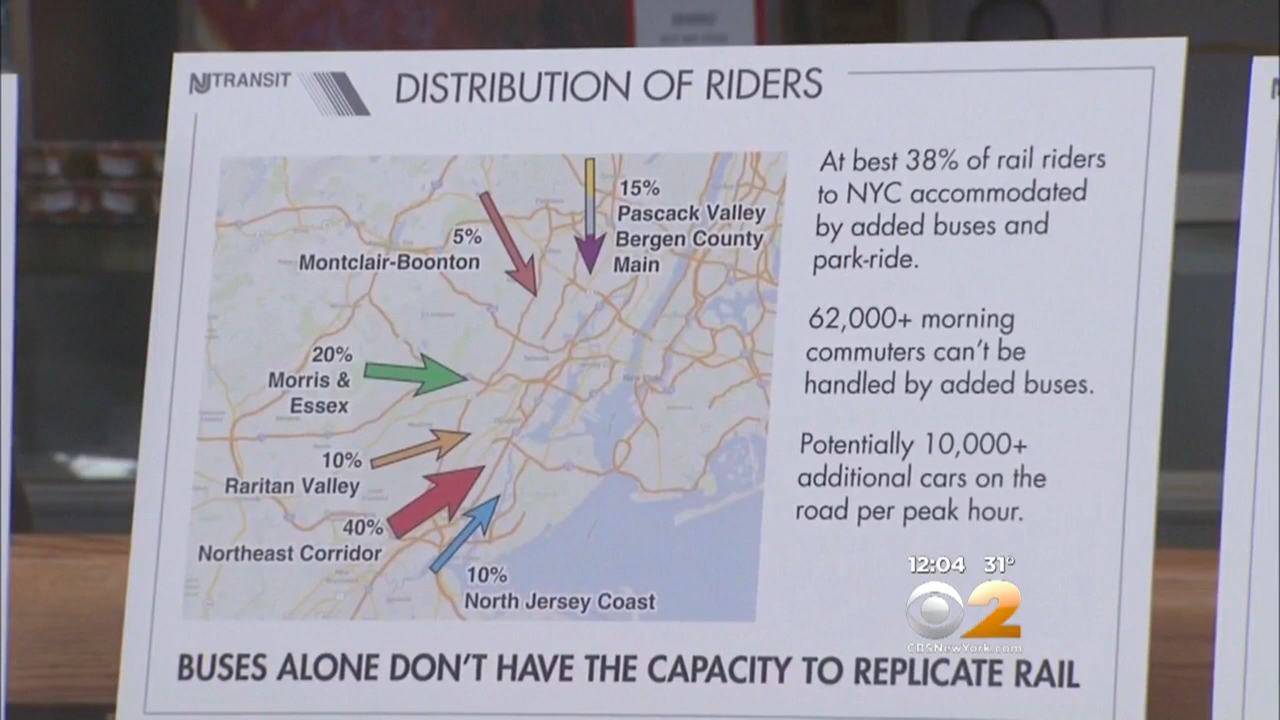 NJTRANSIT
DISTRIBUTION OF RIDERS
15%
Pascack Valley
Bergen County
Main
5%
Montclair-Boonton
20%
Morris &
Essex
10%
Raritan Valley
40%
Northeast Corridor
10%
North Jersey Coast
At best 38% of rail riders
to NYC accommodated
by added buses and
park-ride.
62,000+ morning
commuters can't be
handled by added buses.
Potentially 10,000+
additional cars on the
road per peak hour.
BUSES ALONE DON'T HAVE THE CAPACITY TO REPLICATE RAIL
12:04 31°
2
CBSNewYork.com